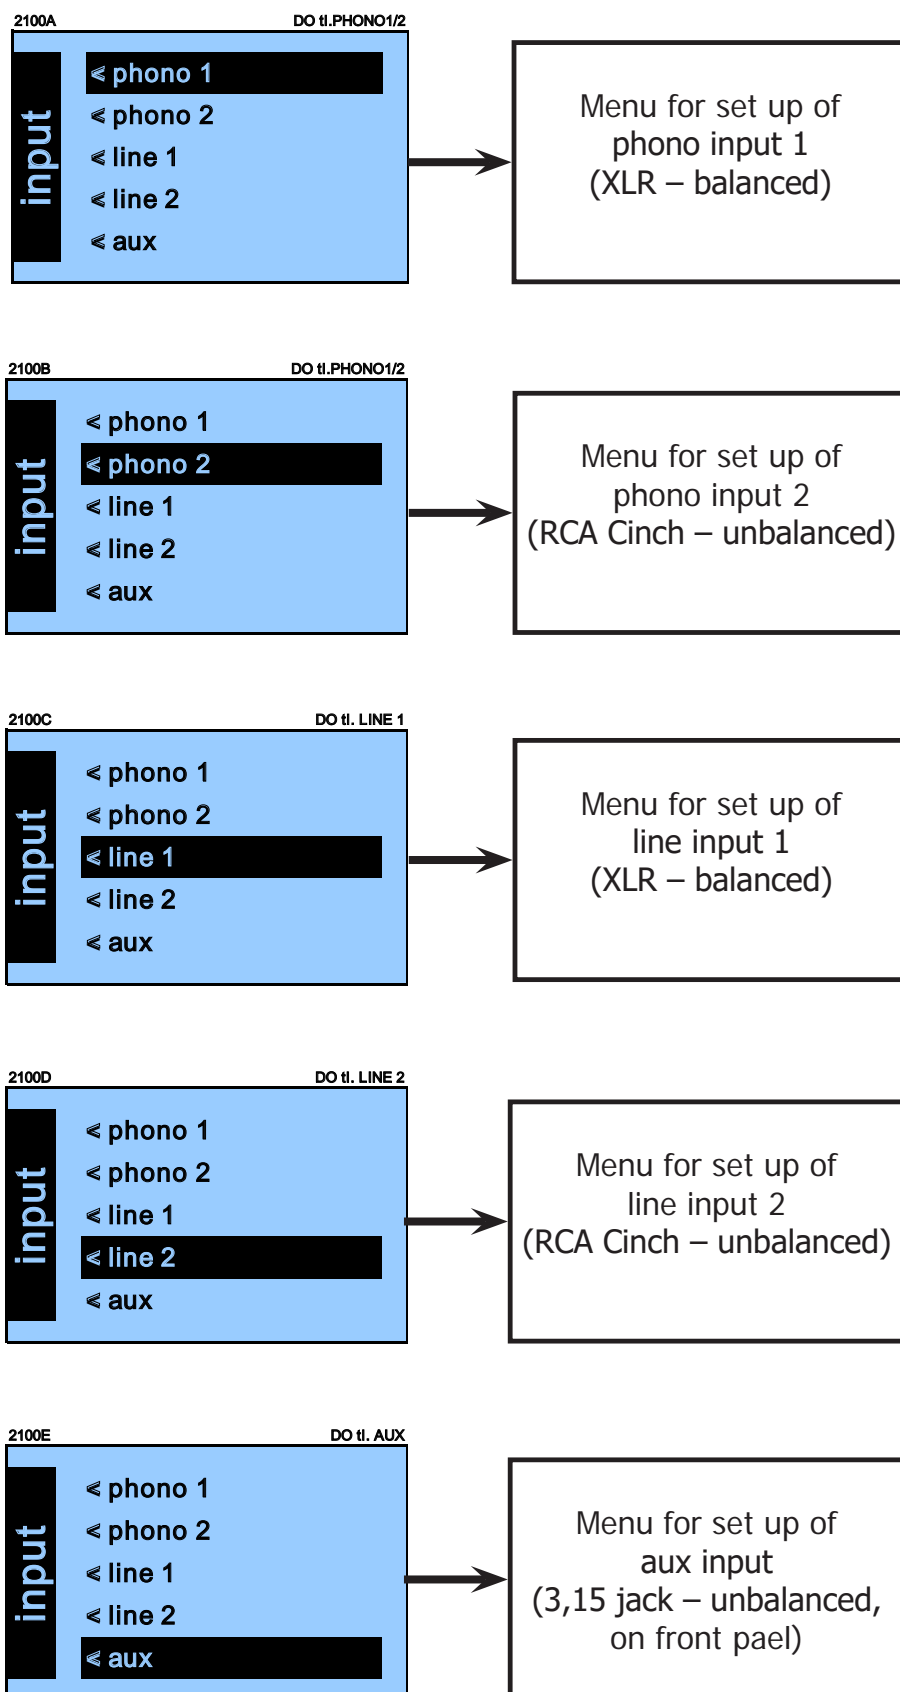 2100A DO tl.PHONO1/2
input
< phono 1
< phono 2
< line 1
< line 2
< aux
Menu for set up of
phono input 1
(XLR – balanced)
2100B DO tl.PHONO1/2
input
< phono 1
< phono 2
< line 1
< line 2
< aux
Menu for set up of
phono input 2
(RCA Cinch – unbalanced)
2100C DO tl. LINE 1
input
< phono 1
< phono 2
< line 1
< line 2
< aux
Menu for set up of
line input 1
(XLR – balanced)
2100D DO tl. LINE 2
input
< phono 1
< phono 2
< line 1
< line 2
< aux
Menu for set up of
line input 2
(RCA Cinch – unbalanced)
2100E DO tl. AUX
input
< phono 1
< phono 2
< line 1
< line 2
< aux
Menu for set up of
aux input
(3,15 jack – unbalanced,
on front pael)